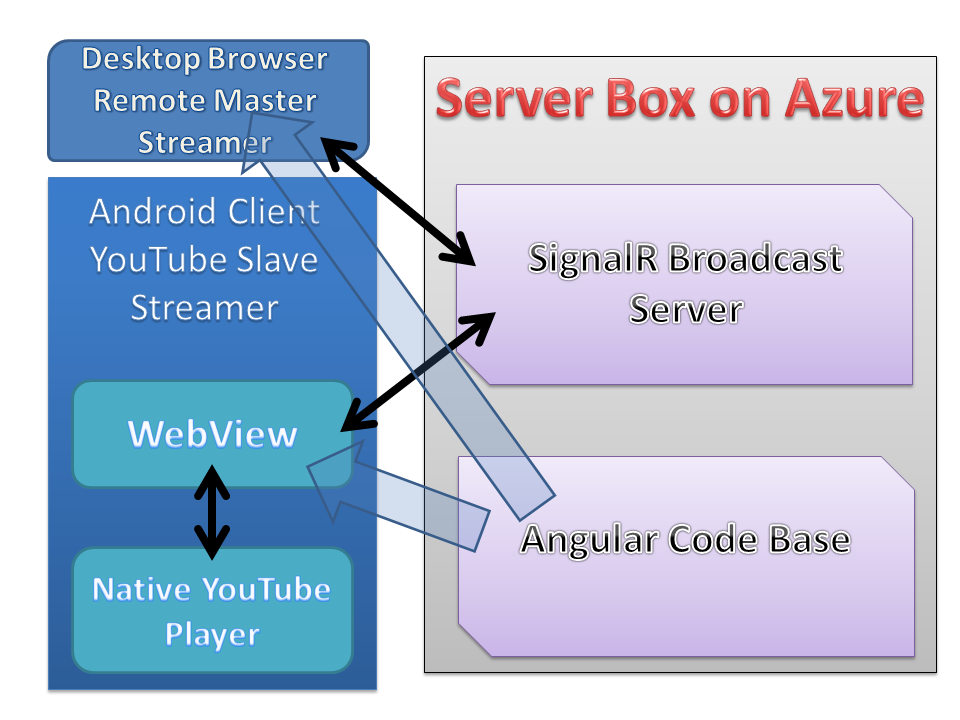 Desktop Browser
Remote Master
Streamer
Server Box on Azure
Android Client
YouTube Slave
Streamer
SignalR Broadcast
Server
WebView
Angular Code Base
Native YouTube
Player